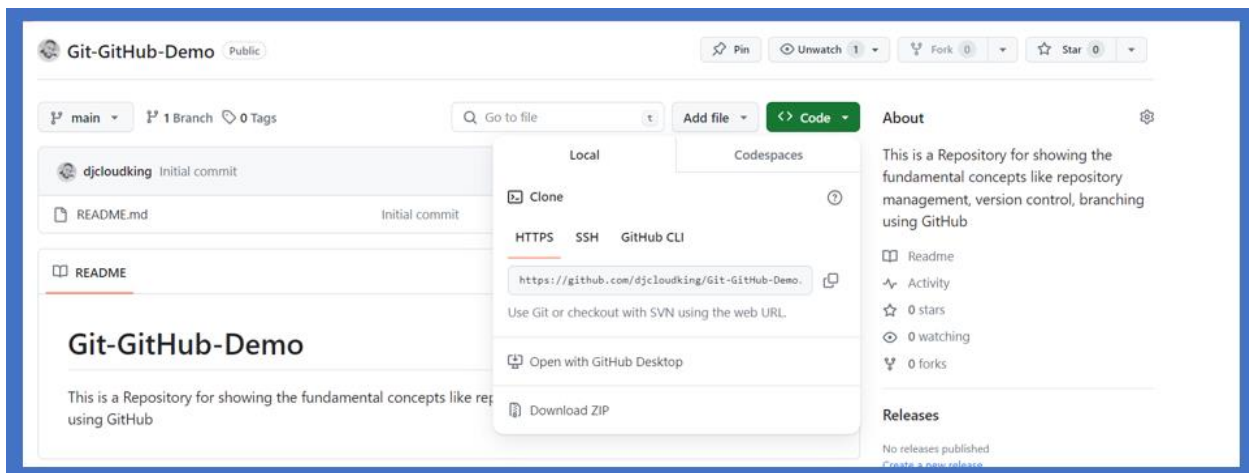 Git-GitHub-Demo Public
Pin
Unwatch 1
Fork 0
Star 0
main
1 Branch
0 Tags
Go to file
t
Add file
Code
djcloudking Initial commit
README.md Initial commit
README
Git-GitHub-Demo
This is a Repository for showing the fundamental concepts like rep
using GitHub
Local
Codespaces
Clone
HTTPS SSH GitHub CLI
https://github.com/djcloudking/Git-GitHub-Demo.
Use Git or checkout with SVN using the web URL.
Open with GitHub Desktop
Download ZIP
About
This is a Repository for showing the
fundamental concepts like repository
management, version control, branching
using GitHub
Readme
Activity
0 stars
0 watching
0 forks
Releases
No releases published
Create a new release